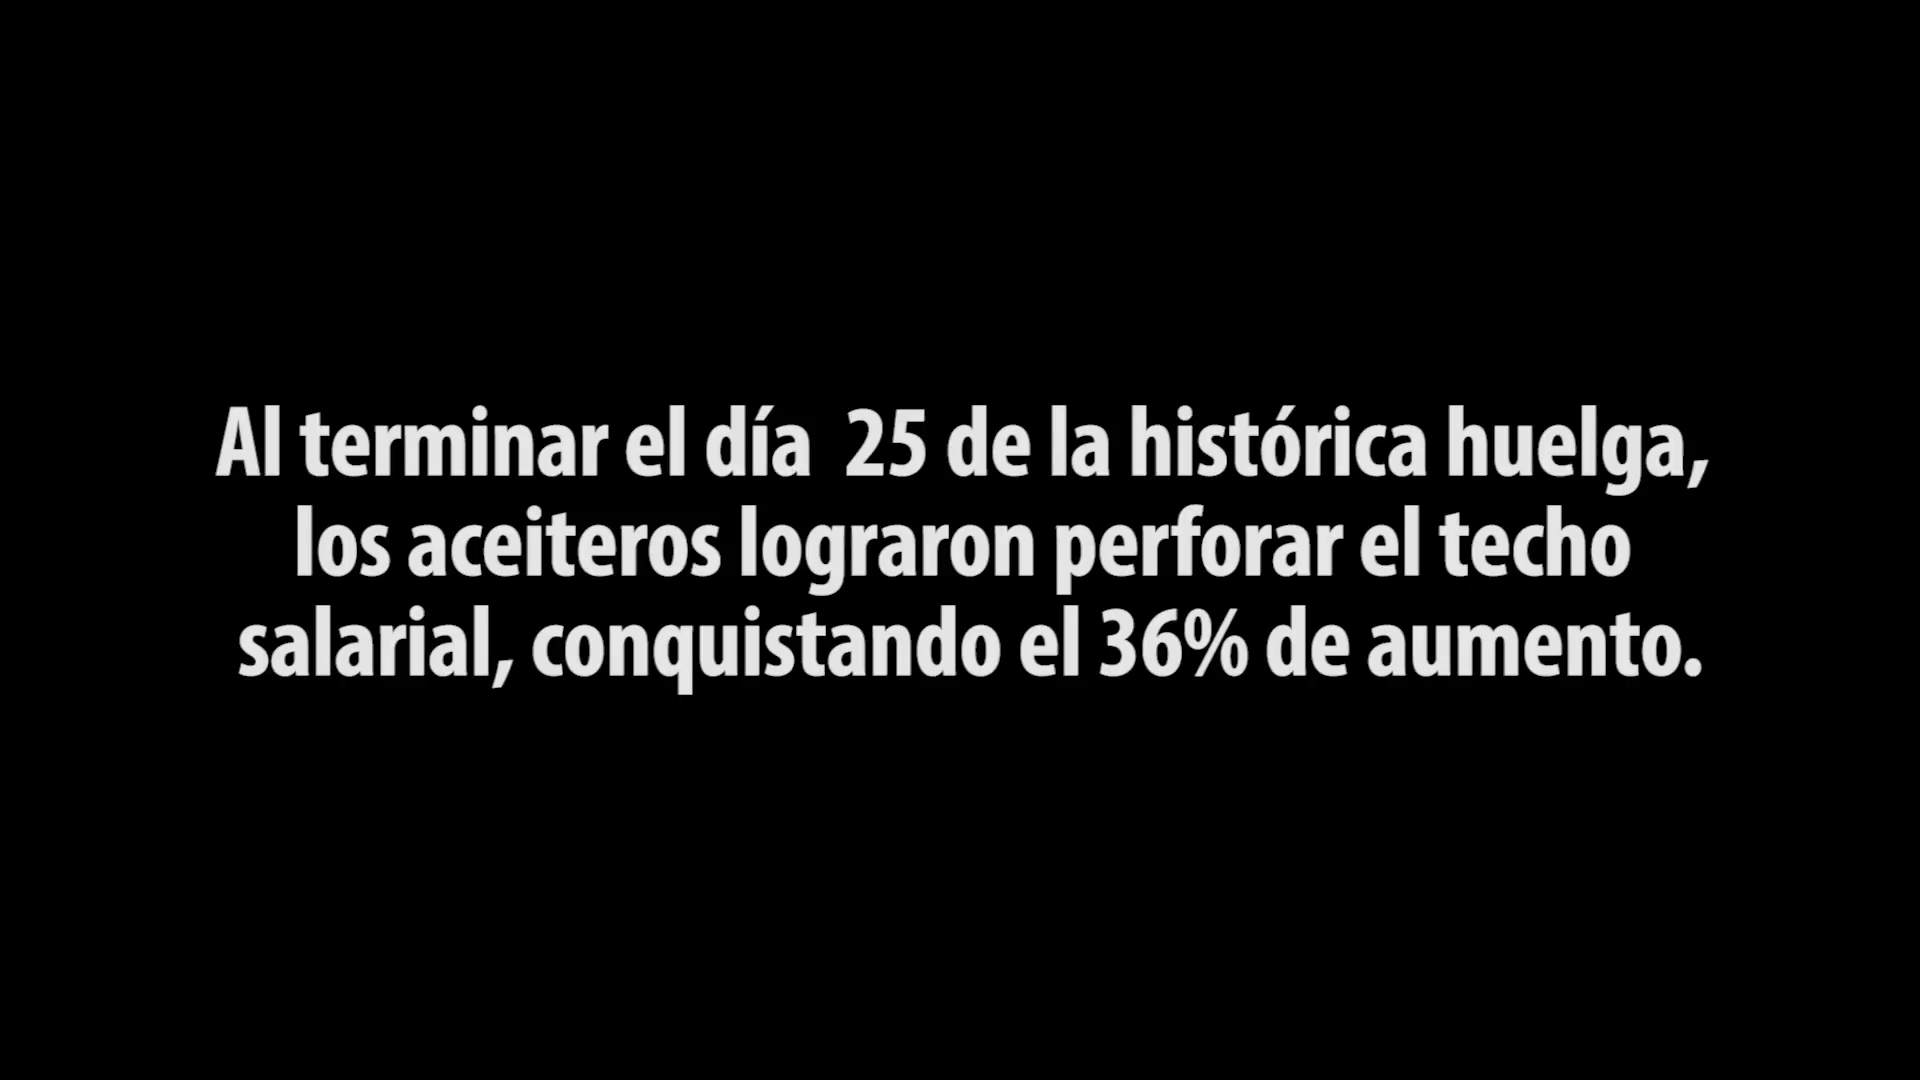 Al terminar el día  25 de la histórica huelga,
los aceiteros lograron perforar el techo
salarial, conquistando el 36% de aumento.